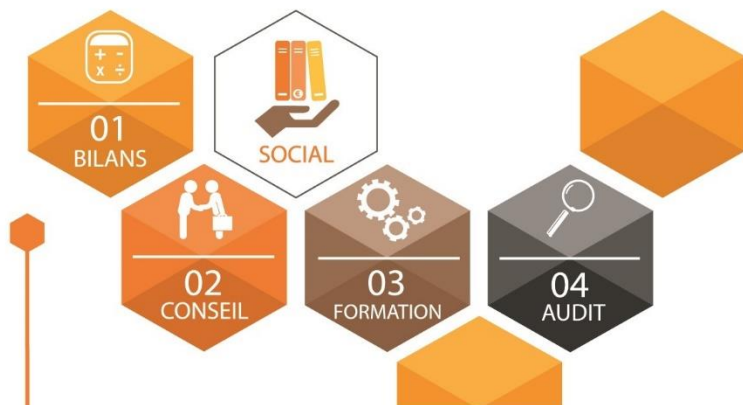 01
BILANS
SOCIAL
02
CONSEIL
03
FORMATION
04
AUDIT